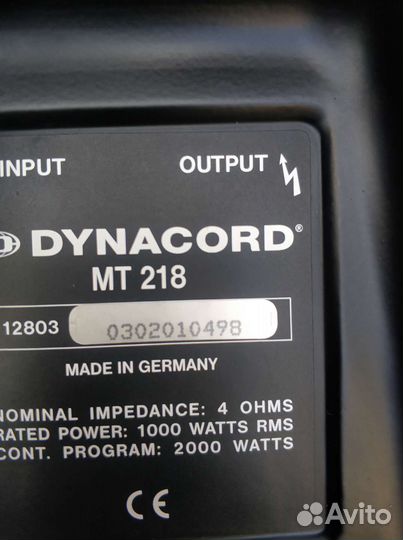 INPUT OUTPUT
DYNACORD®
MT 218
12803 0302010498
MADE IN GERMANY
NOMINAL IMPEDANCE: 4 OHMS
RATED POWER: 1000 WATTS RMS
CONT. PROGRAM: 2000 WATTS
CE
Avito